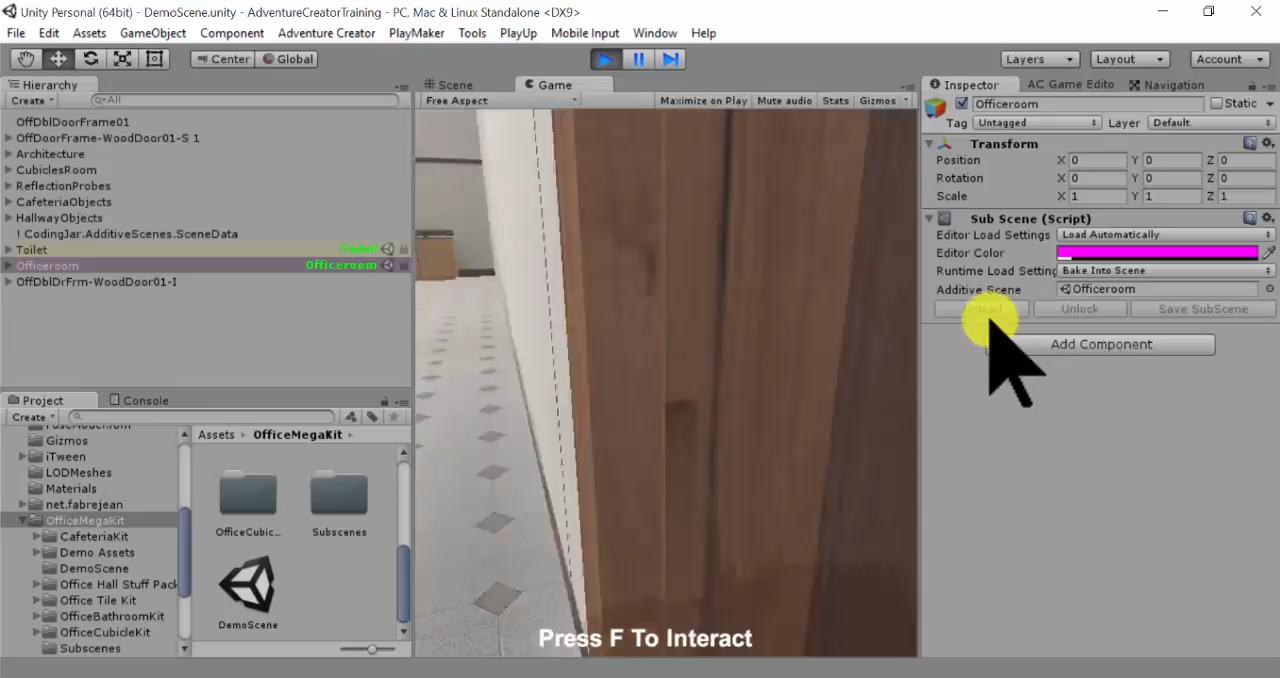 Unity Personal (64bit) - DemoScene.unity - AdventureCreatorTraining - PC, Mac & Linux Standalone <DX9>
File Edit Assets GameObject Component Adventure Creator PlayMaker Tools PlayUp Mobile Input Window Help
Center Global Layers Layout Account
Hierarchy Scene Game Inspector AC Game Edito Navigation
Create All Free Aspect Maximize on Play Mute audio Stats Gizmos Officeroom Static
OffDblDoorFrame01 Tag Untagged Layer Default
OffDoorFrame-WoodDoor01-S 1
Architecture Transform
CubiclesRoom Position X 0 Y 0 Z 0
ReflectionProbes Rotation X 0 Y 0 Z 0
CafeteriaObjects Scale X 1 Y 1 Z 1
HallwayObjects Sub Scene (Script)
! CodingJar.AdditiveScenes.SceneData Editor Load Settings Load Automatically
Toilet Toilet Editor Color
Officeroom Officeroom Runtime Load Setting Bake Into Scene
OffDblDrFrm-WoodDoor01-I Additive Scene Officeroom
Unlock Save SubScene
Add Component
Project Console
Create
Gizmos Assets OfficeMegaKit
iTween
LODMeshes
Materials
net.fabrejean
OfficeMegaKit
CafeteriaKit OfficeCubic... Subscenes
Demo Assets
DemoScene
Office Hall Stuff Pack
Office Tile Kit
OfficeBathroomKit DemoScene
OfficeCubicleKit
Subscenes
Press F To Interact